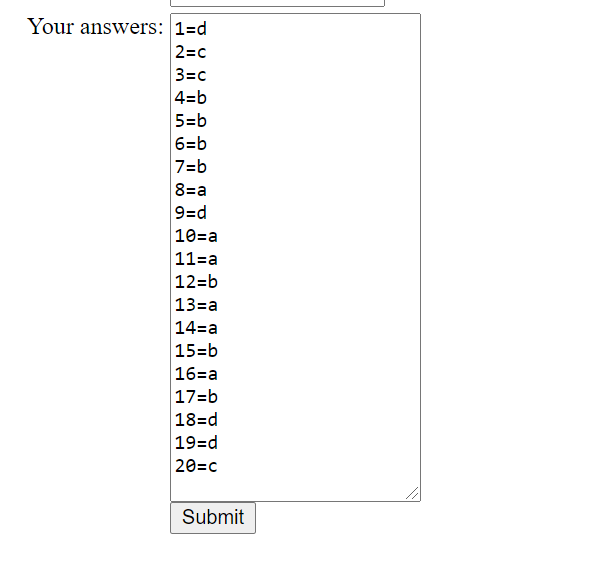 Your answers:
1=d
2=c
3=c
4=b
5=b
6=b
7=b
8=a
9=d
10=a
11=a
12=b
13=a
14=a
15=b
16=a
17=b
18=d
19=d
20=c
Submit